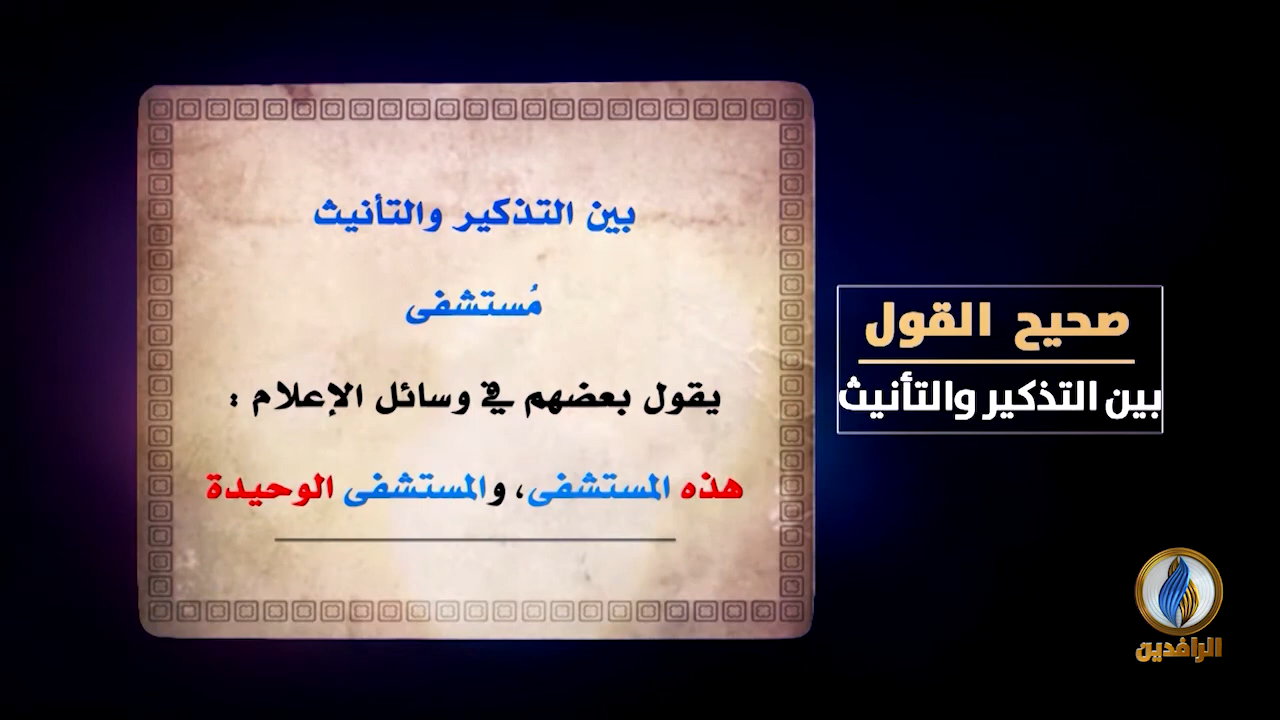 بين التذكير والتأنيث
مُستشفى
يقول بعضهم في وسائل الإعلام :
هذه المستشفى، والمستشفى الوحيدة
صحيح القول
بين التذكير والتأنيث
الرافدين